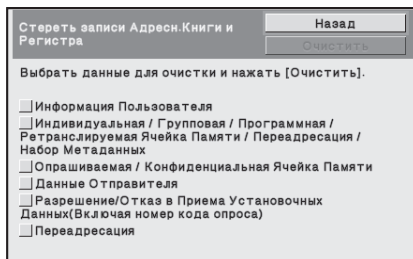 Стереть записи Адресн.Книги и
Регистра
Назад
Очистить
Выбрать данные для очистки и нажать [Очистить].
Информация Пользователя
Индивидуальная / Групповая / Программная /
Ретранслируемая Ячейка Памяти / Переадресация /
Набор Метаданных
Опрашиваемая / Конфиденциальная Ячейка Памяти
Данные Отправителя
Разрешение/Отказ в Приема Установочных
Данных(Включая номер кода опроса)
Переадресация